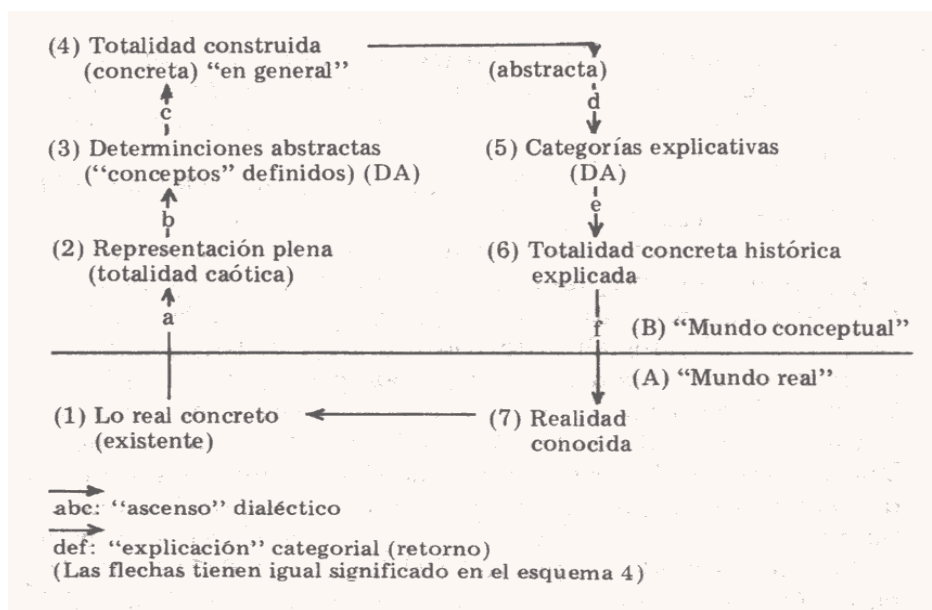 (4) Totalidad construida
(concreta) “en general”
(abstracta)
c
d
(3) Determinciones abstractas
(“conceptos” definidos) (DA)
(5) Categorías explicativas
(DA)
b
e
(2) Representación plena
(totalidad caótica)
(6) Totalidad concreta histórica
explicada
a
f
(B) “Mundo conceptual”
(A) “Mundo real”
(1) Lo real concreto
(existente)
(7) Realidad
conocida
abc: “ascenso” dialéctico
def: “explicación” categorial (retorno)
(Las flechas tienen igual significado en el esquema 4)